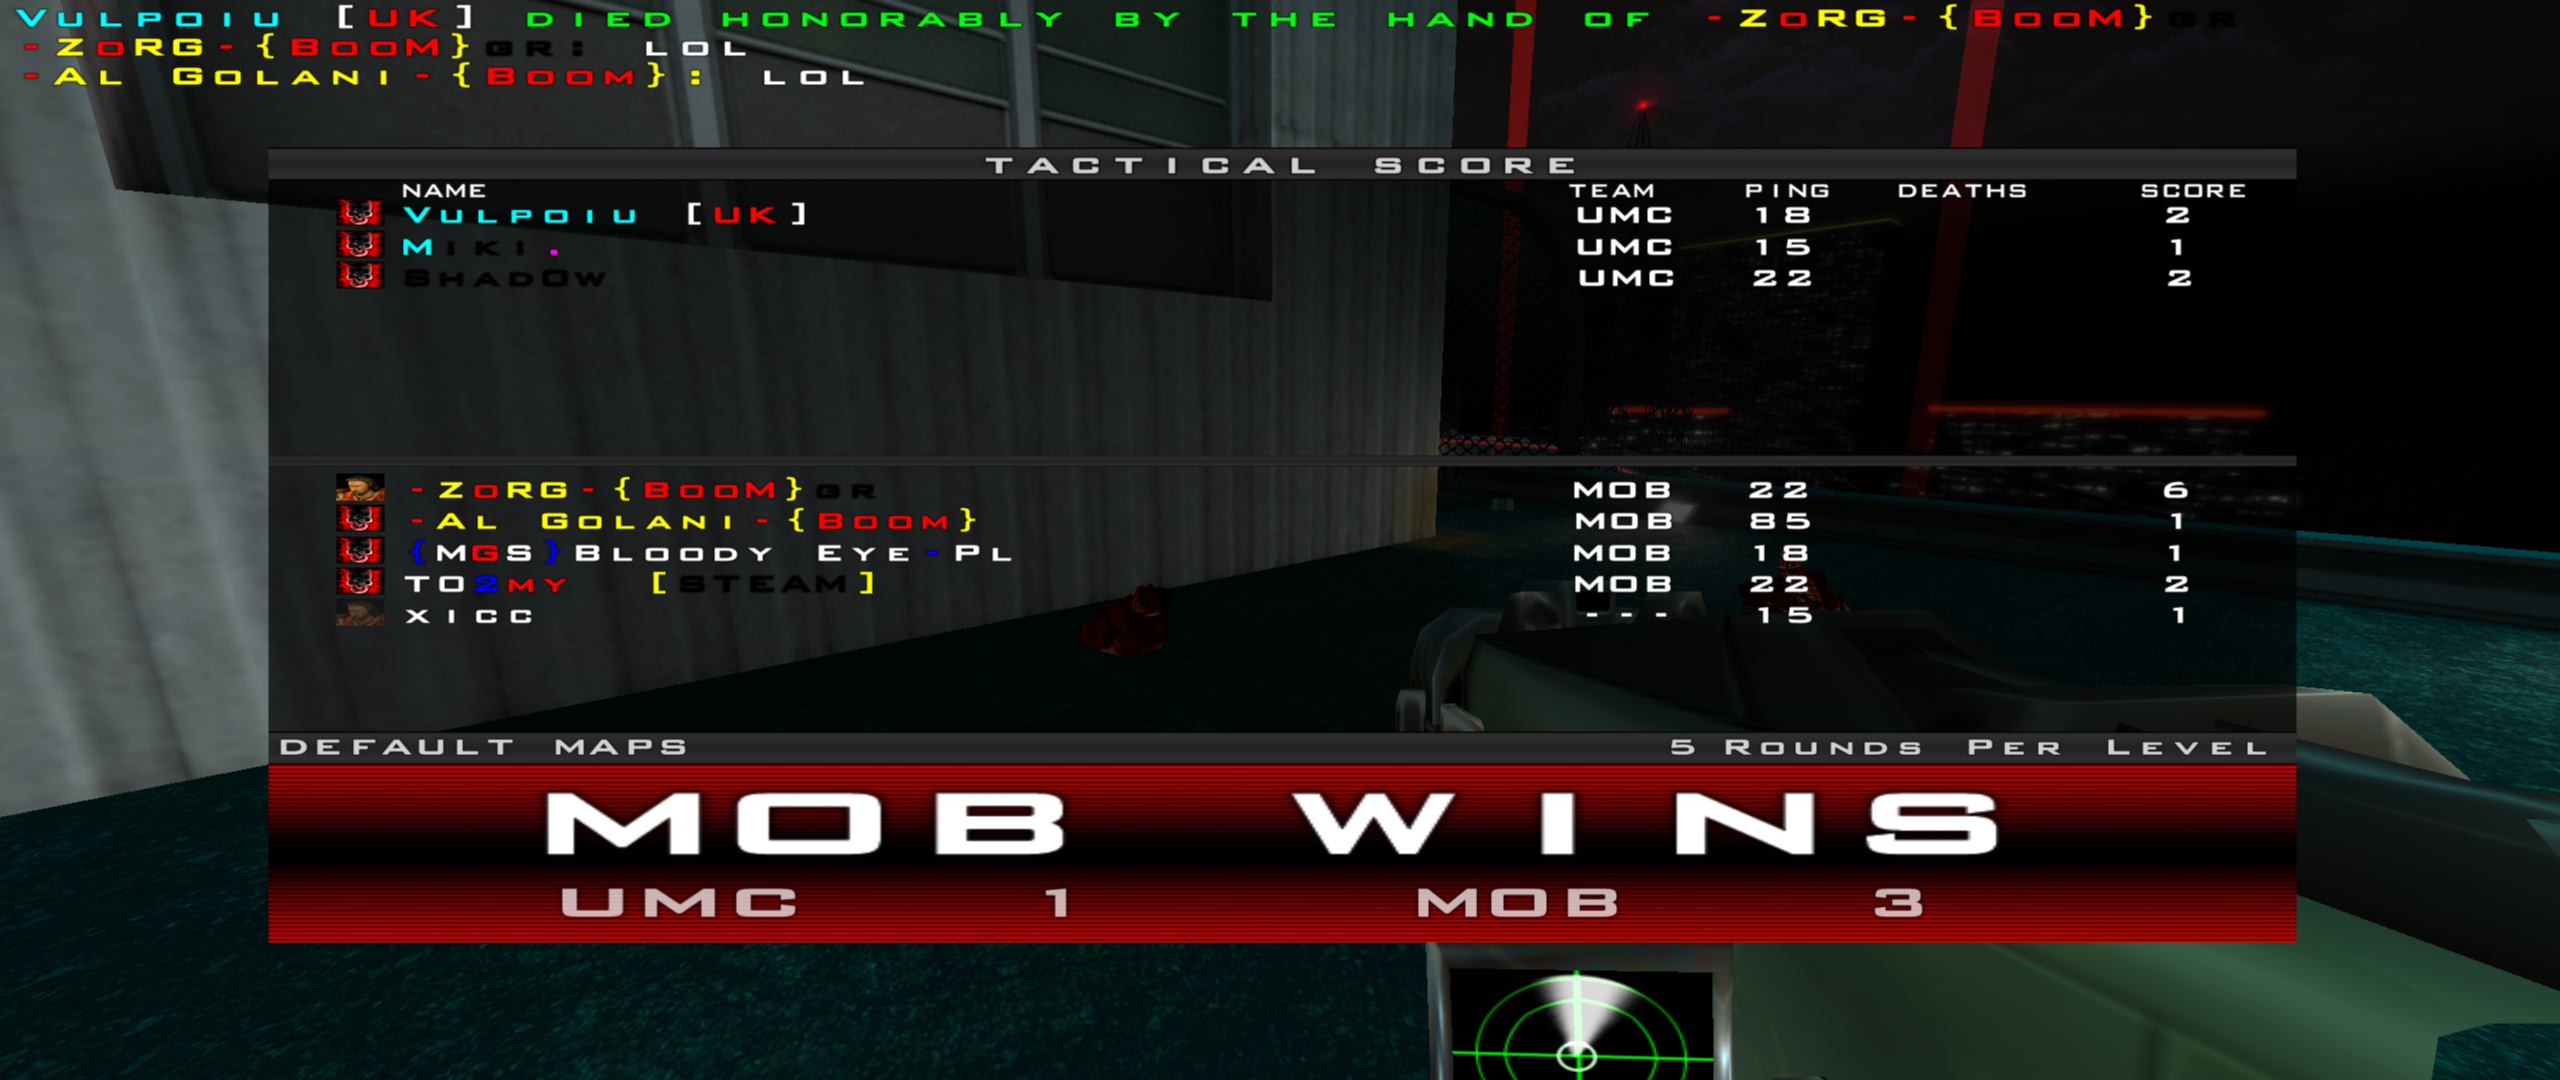 Vulpoiu [UK] died honorably by the hand of -ZoRG-{BooM}GR
-ZoRG-{BooM}GR: lol
-Al Golani-{Boom}: lol
TACTICAL SCORE
NAME TEAM PING DEATHS SCORE
Vulpoiu [UK] UMC 18 2
Miki. UMC 15 1
Shad0w UMC 22 2
-ZoRG-{BooM}GR MOB 22 6
-Al Golani-{Boom} MOB 85 1
{MGS}Bloody Eye-Pl MOB 18 1
TO2MY [STEAM] MOB 22 2
xicc --- 15 1
DEFAULT MAPS 5 Rounds Per Level
MOB WINS
UMC 1 MOB 3